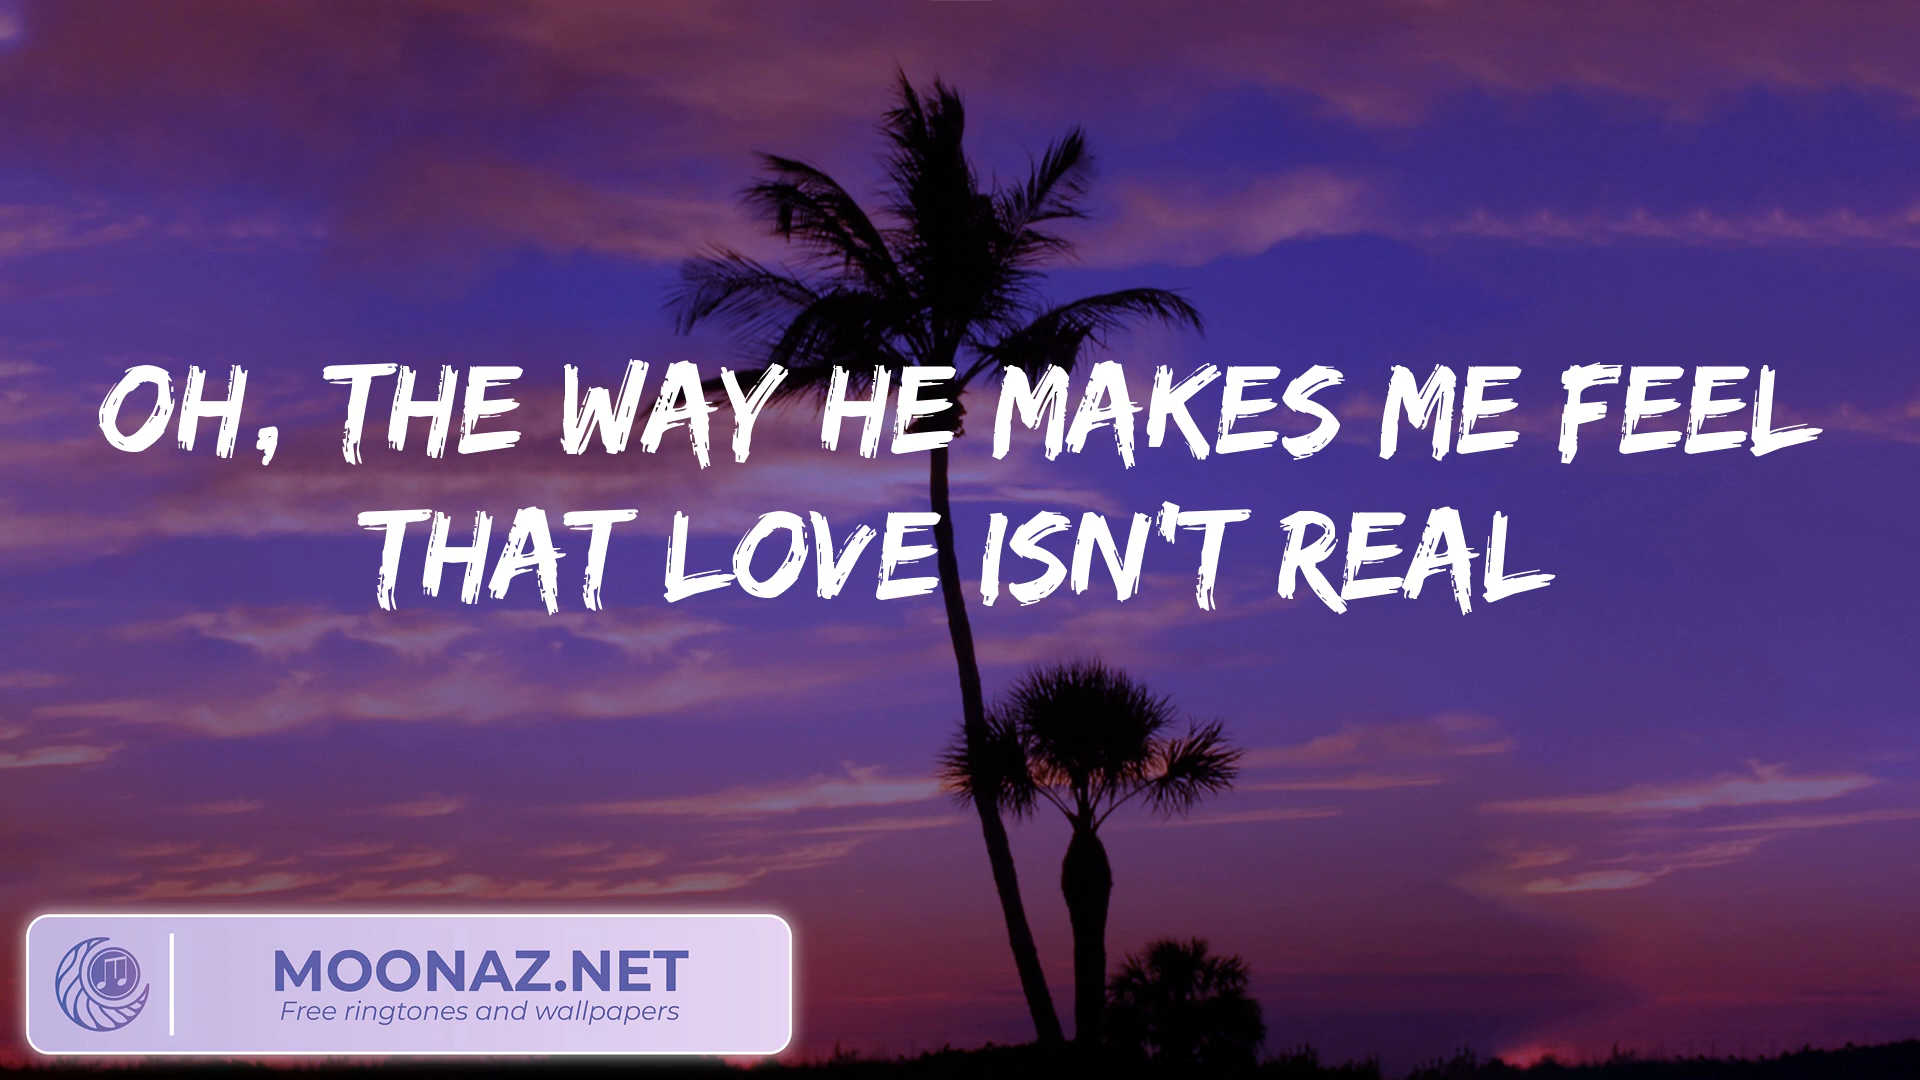 OH, THE WAY HE MAKES ME FEEL
THAT LOVE ISN'T REAL
MOONAZ.NET
Free ringtones and wallpapers